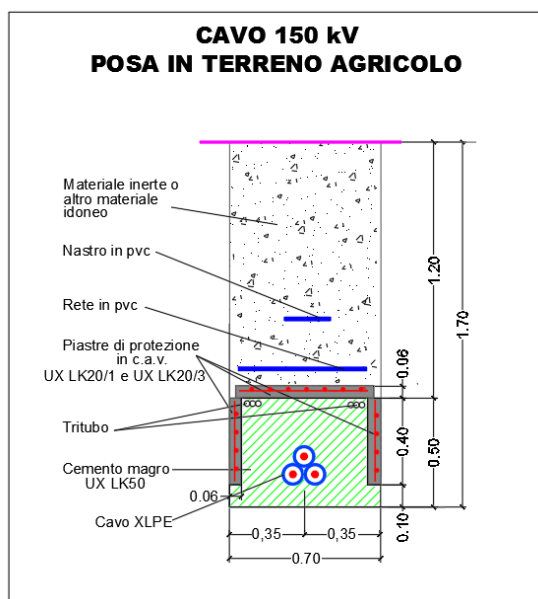 CAVO 150 kV
POSA IN TERRENO AGRICOLO
Materiale inerte o
altro materiale
idoneo
Nastro in pvc
Rete in pvc
Piastre di protezione
in c.a.v.
UX LK20/1 e UX LK20/3
Tritubo
Cemento magro
UX LK50
0.06
Cavo XLPE
0,35
0,35
0.70
1.20
1.70
0.06
0.40
0.50
0.10